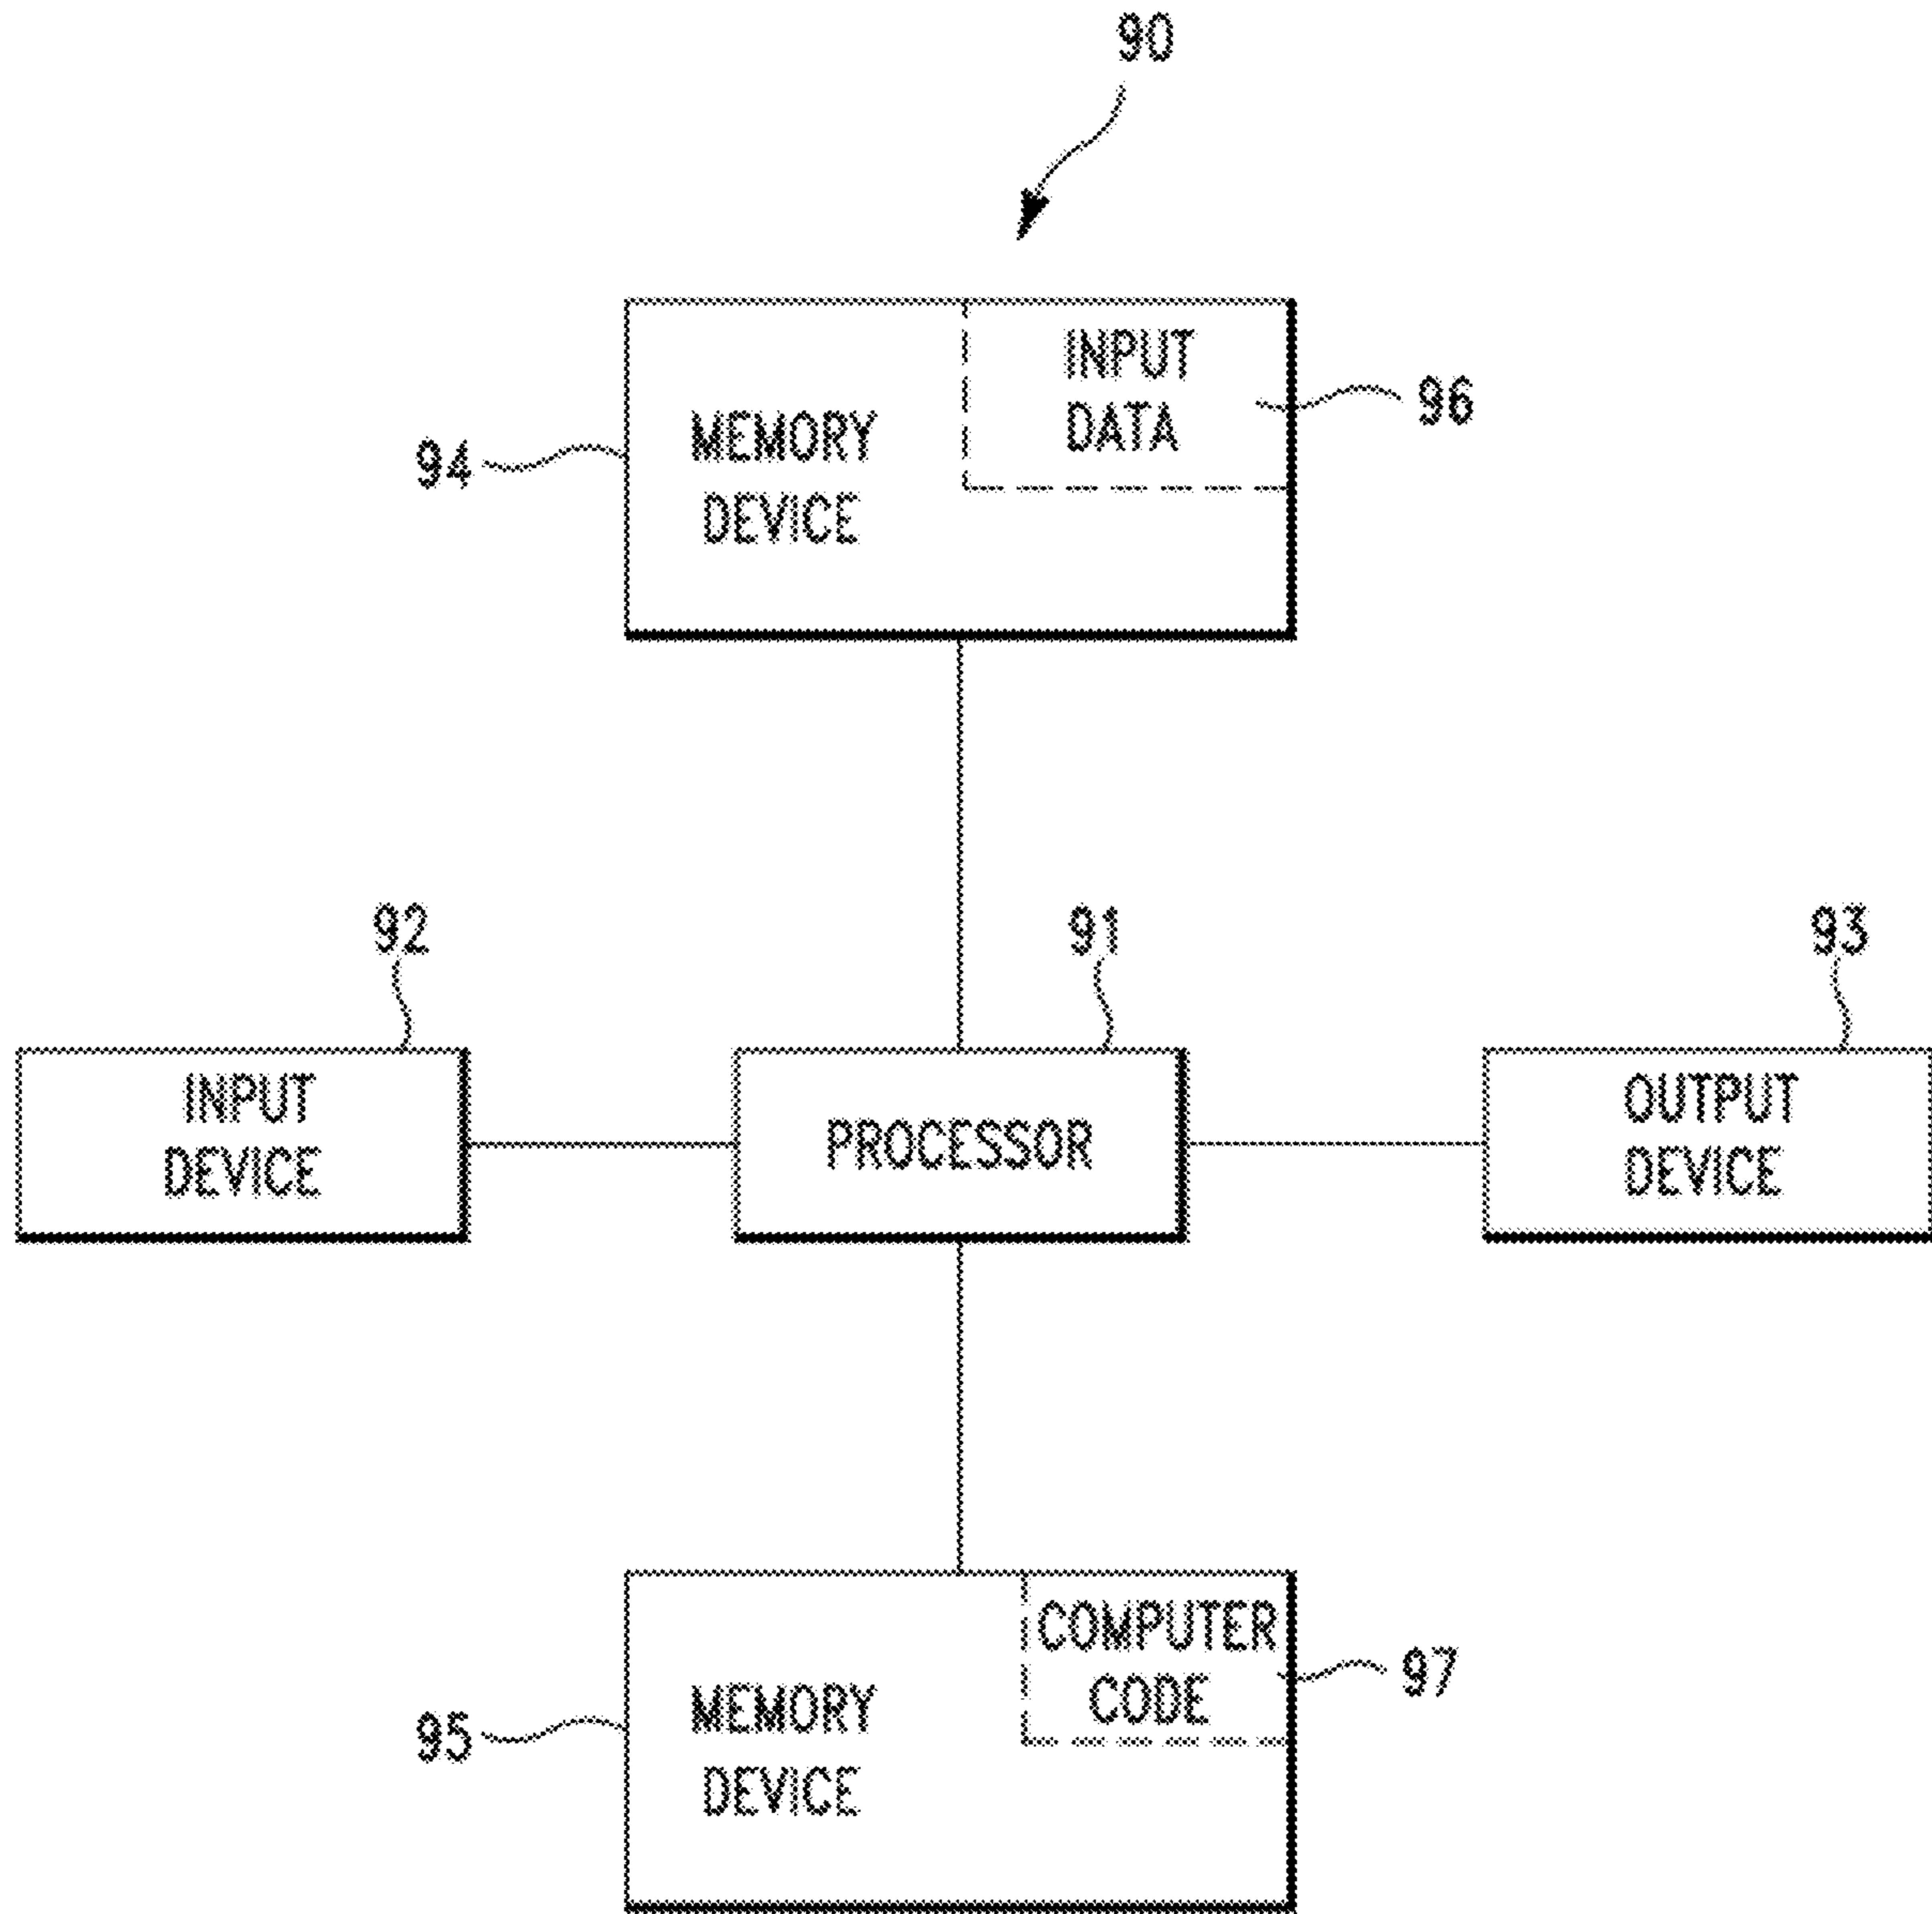 90
INPUT
DATA
96
MEMORY
DEVICE
94
92
91
93
INPUT
DEVICE
PROCESSOR
OUTPUT
DEVICE
COMPUTER
CODE
97
MEMORY
DEVICE
95